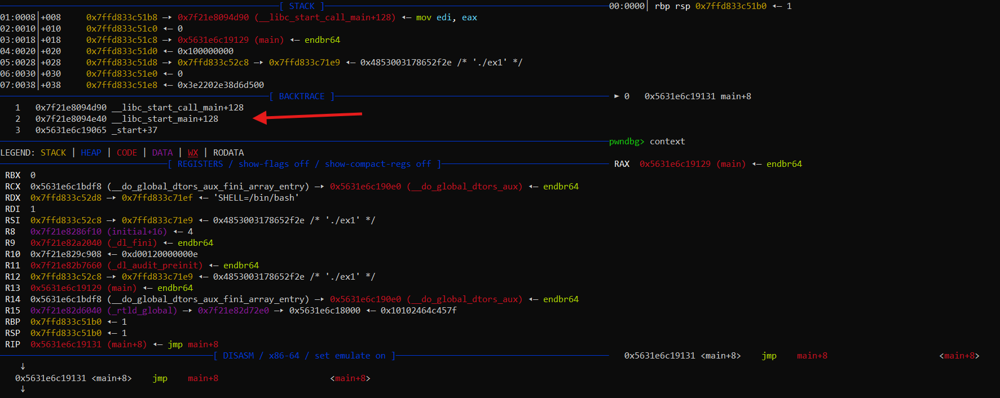 [ STACK ] 00:0000│ rbp rsp 0x7ffd833c51b0 ◂— 1
01:0008│+008 0x7ffd833c51b8 —▸ 0x7f21e8094d90 (__libc_start_call_main+128) ◂— mov edi, eax
02:0010│+010 0x7ffd833c51c0 ◂— 0
03:0018│+018 0x7ffd833c51c8 —▸ 0x5631e6c19129 (main) ◂— endbr64
04:0020│+020 0x7ffd833c51d0 ◂— 0x100000000
05:0028│+028 0x7ffd833c51d8 —▸ 0x7ffd833c52c8 —▸ 0x7ffd833c71e9 ◂— 0x4853003178652f2e /* './ex1' */
06:0030│+030 0x7ffd833c51e0 ◂— 0
07:0038│+038 0x7ffd833c51e8 ◂— 0x3e2202e38d6d500
[ BACKTRACE ] ► 0 0x5631e6c19131 main+8
1 0x7f21e8094d90 __libc_start_call_main+128
2 0x7f21e8094e40 __libc_start_main+128
3 0x5631e6c19065 _start+37
pwndbg> context
LEGEND: STACK | HEAP | CODE | DATA | WX | RODATA
[ REGISTERS / show-flags off / show-compact-regs off ] RAX 0x5631e6c19129 (main) ◂— endbr64
RBX 0
RCX 0x5631e6c1bdf8 (__do_global_dtors_aux_fini_array_entry) —▸ 0x5631e6c190e0 (__do_global_dtors_aux) ◂— endbr64
RDX 0x7ffd833c52d8 —▸ 0x7ffd833c71ef ◂— 'SHELL=/bin/bash'
RDI 1
RSI 0x7ffd833c52c8 —▸ 0x7ffd833c71e9 ◂— 0x4853003178652f2e /* './ex1' */
R8 0x7f21e8286f10 (initial+16) ◂— 4
R9 0x7f21e82a2040 (_dl_fini) ◂— endbr64
R10 0x7f21e829c908 ◂— 0xd00120000000e
R11 0x7f21e82b7660 (_dl_audit_preinit) ◂— endbr64
R12 0x7ffd833c52c8 —▸ 0x7ffd833c71e9 ◂— 0x4853003178652f2e /* './ex1' */
R13 0x5631e6c19129 (main) ◂— endbr64
R14 0x5631e6c1bdf8 (__do_global_dtors_aux_fini_array_entry) —▸ 0x5631e6c190e0 (__do_global_dtors_aux) ◂— endbr64
R15 0x7f21e82d6040 (_rtld_global) —▸ 0x7f21e82d72e0 —▸ 0x5631e6c18000 ◂— 0x10102464c457f
RBP 0x7ffd833c51b0 ◂— 1
RSP 0x7ffd833c51b0 ◂— 1
RIP 0x5631e6c19131 (main+8) ◂— jmp main+8
[ DISASM / x86-64 / set emulate on ] 0x5631e6c19131 <main+8> jmp main+8 <main+8>
↓
0x5631e6c19131 <main+8> jmp main+8 <main+8>
↓